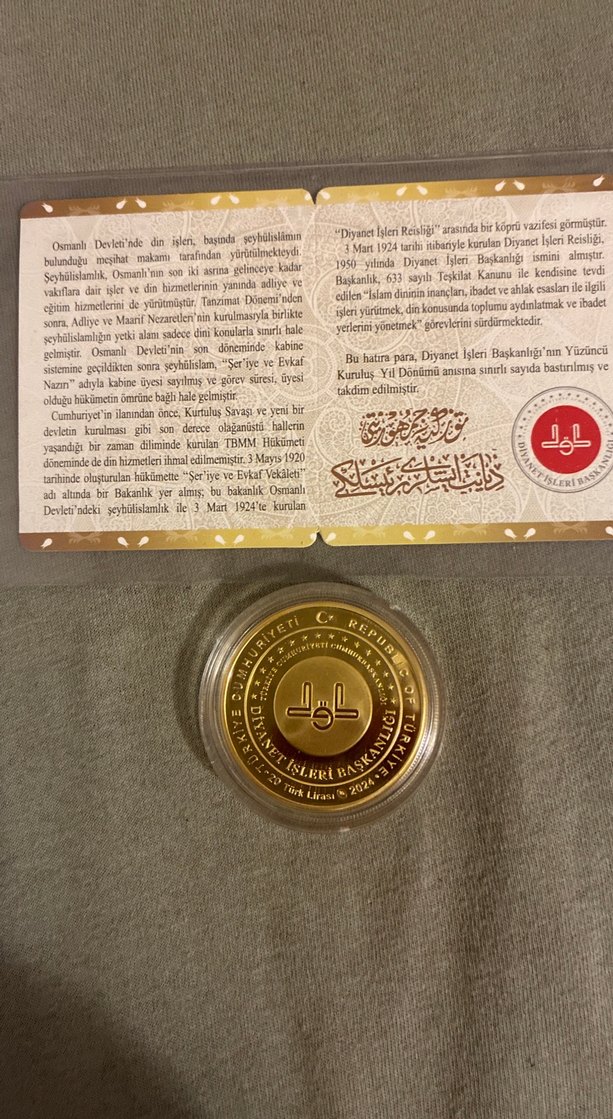 Osmanlı Devleti’nde din işleri, başında şeyhülislâmın
bulunduğu meşihat makamı tarafından yürütülmekteydi.
Şeyhülislamlık, Osmanlı’nın son iki asrına gelinceye kadar
vakıflara dair işler ve din hizmetlerinin yanında adliye ve
eğitim hizmetlerini de yürütmüştür. Tanzimat Dönemi’nden
sonra, Adliye ve Maarif Nezaretleri’nin kurulmasıyla birlikte
şeyhülislamlığın yetki alanı sadece dini konularla sınırlı hale
gelmiştir. Osmanlı Devleti’nin son döneminde kabine
sistemine geçildikten sonra şeyhülislam, “Şer’iye ve Evkaf
Nazırı” adıyla kabine üyesi sayılmış ve görev süresi, üyesi
olduğu hükümetin ömrüne bağlı hale gelmiştir.
Cumhuriyet’in ilanından önce, Kurtuluş Savaşı ve yeni bir
devletin kurulması gibi son derece olağanüstü hallerin
yaşandığı bir zaman diliminde kurulan TBMM Hükümeti
döneminde de din hizmetleri ihmal edilmemiştir. 3 Mayıs 1920
tarihinde oluşturulan hükümette “Şer’iye ve Evkaf Vekâleti”
adı altında bir Bakanlık yer almış; bu bakanlık Osmanlı
Devleti’ndeki şeyhülislamlık ile 3 Mart 1924’te kurulan
“Diyanet İşleri Reisliği” arasında bir köprü vazifesi görmüştür.
3 Mart 1924 tarihi itibariyle kurulan Diyanet İşleri Reisliği,
1950 yılında Diyanet İşleri Başkanlığı ismini almıştır.
Başkanlık, 633 sayılı Teşkilat Kanunu ile kendisine tevdi
edilen “İslam dininin inançları, ibadet ve ahlak esasları ile ilgili
işleri yürütmek, din konusunda toplumu aydınlatmak ve ibadet
yerlerini yönetmek” görevlerini sürdürmektedir.
Bu hatıra para, Diyanet İşleri Başkanlığı’nın Yüzüncü
Kuruluş Yıl Dönümü anısına sınırlı sayıda bastırılmış ve
takdim edilmiştir.
DİYANET İŞLERİ BAŞKANLIĞI
TÜRKİYE CUMHURİYETİ
REPUBLIC OF TÜRKİYE
TÜRKİYE CUMHURİYETİ CUMHURBAŞKANLIĞI
DİYANET İŞLERİ BAŞKANLIĞI
20 Türk Lirası 2024